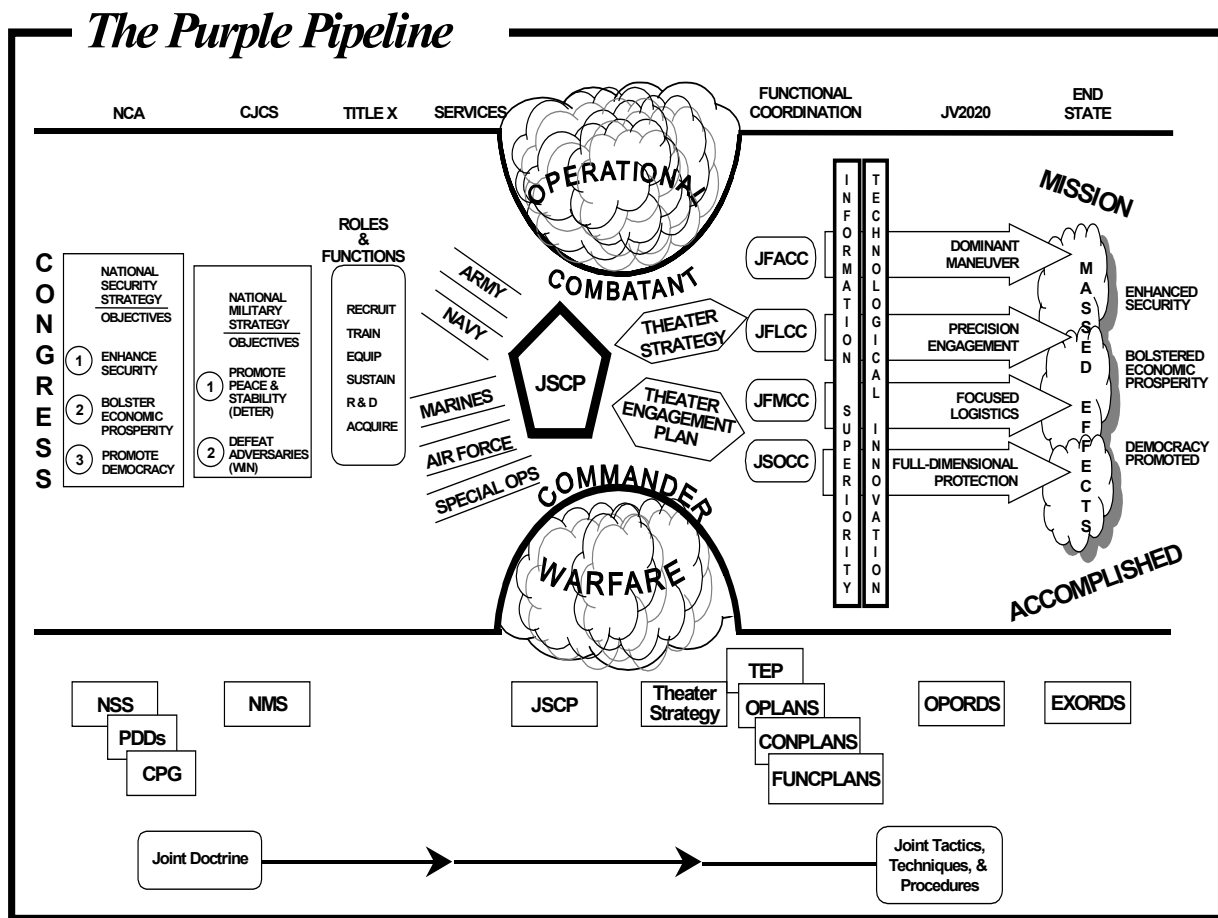 The Purple Pipeline
NCA
CJCS
TITLE X
SERVICES
FUNCTIONAL
COORDINATION
JV2020
END
STATE
CONGRESS
NATIONAL
SECURITY
STRATEGY
OBJECTIVES
1 ENHANCE
SECURITY
2 BOLSTER
ECONOMIC
PROSPERITY
3 PROMOTE
DEMOCRACY
NATIONAL
MILITARY
STRATEGY
OBJECTIVES
1 PROMOTE
PEACE &
STABILITY
(DETER)
2 DEFEAT
ADVERSARIES
(WIN)
ROLES
&
FUNCTIONS
RECRUIT
TRAIN
EQUIP
SUSTAIN
R & D
ACQUIRE
ARMY
NAVY
MARINES
AIR FORCE
SPECIAL OPS
OPERATIONAL
COMBATANT
JSCP
COMMANDER
WARFARE
THEATER
STRATEGY
THEATER
ENGAGEMENT
PLAN
JFACC
JFLCC
JFMCC
JSOCC
INFORMATION SUPERIORITY
TECHNOLOGICAL INNOVATION
DOMINANT
MANEUVER
PRECISION
ENGAGEMENT
FOCUSED
LOGISTICS
FULL-DIMENSIONAL
PROTECTION
MISSION
MASSED EFFECTS
ACCOMPLISHED
ENHANCED
SECURITY
BOLSTERED
ECONOMIC
PROSPERITY
DEMOCRACY
PROMOTED
NSS
PDDs
CPG
NMS
JSCP
Theater
Strategy
TEP
OPLANS
CONPLANS
FUNCPLANS
OPORDS
EXORDS
Joint Doctrine
Joint Tactics,
Techniques, &
Procedures